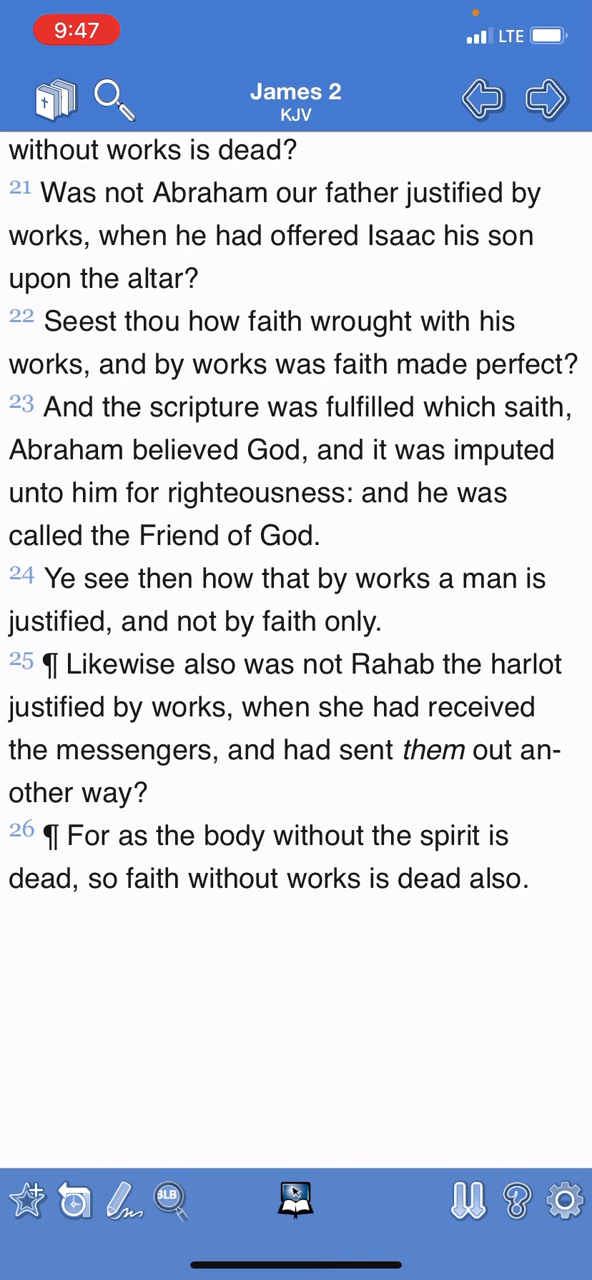 9:47
LTE
James 2
KJV
without works is dead?
21 Was not Abraham our father justified by
works, when he had offered Isaac his son
upon the altar?
22 Seest thou how faith wrought with his
works, and by works was faith made perfect?
23 And the scripture was fulfilled which saith,
Abraham believed God, and it was imputed
unto him for righteousness: and he was
called the Friend of God.
24 Ye see then how that by works a man is
justified, and not by faith only.
25 ¶ Likewise also was not Rahab the harlot
justified by works, when she had received
the messengers, and had sent them out an-
other way?
26 ¶ For as the body without the spirit is
dead, so faith without works is dead also.
BLB